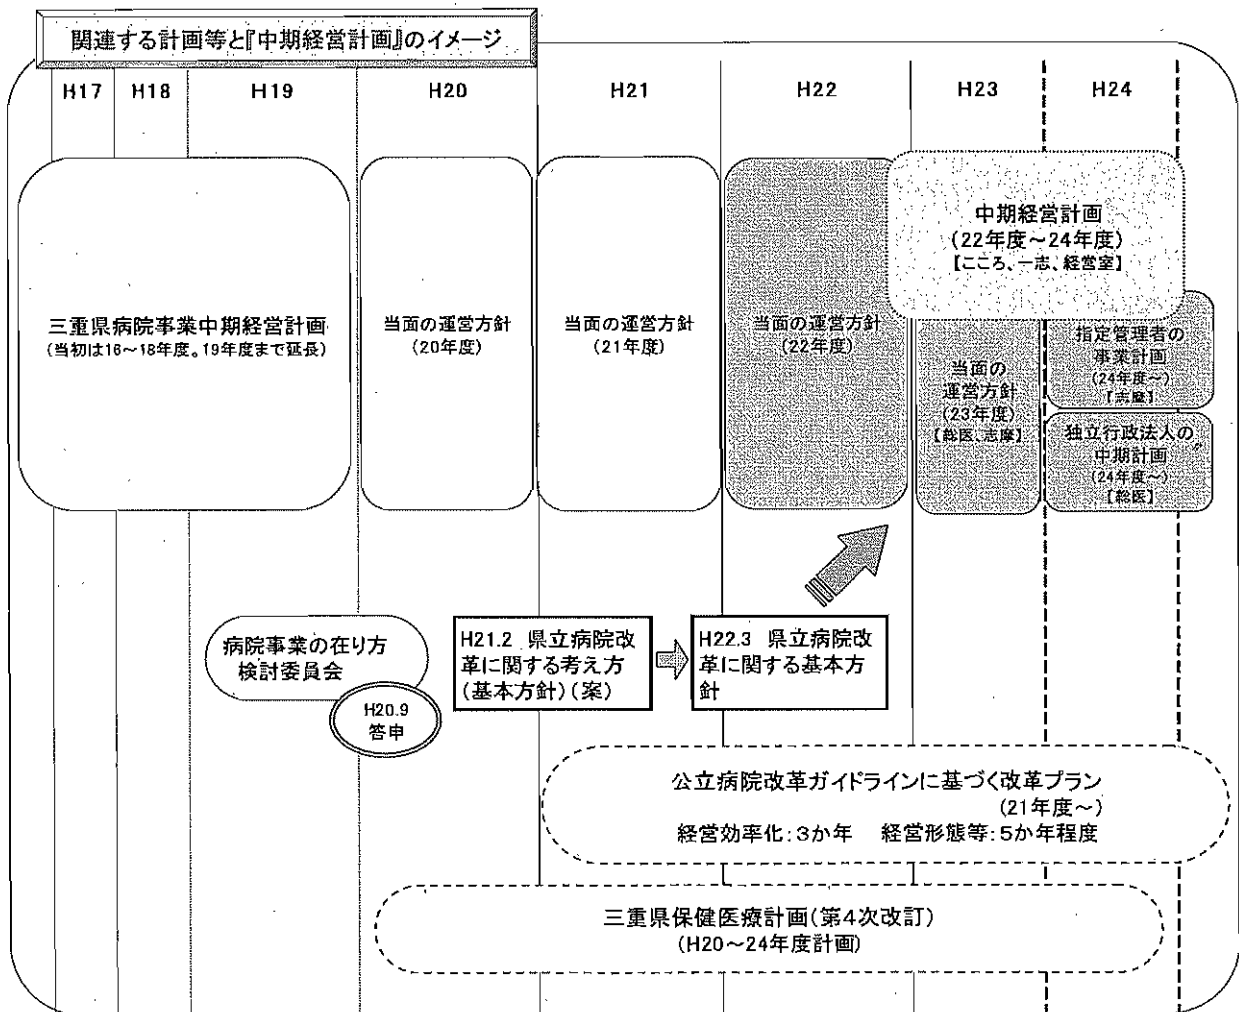 関連する計画等と『中期経営計画』のイメージ
H17
H18
H19
H20
H21
H22
H23
H24
三重県病院事業中期経営計画
(当初は16～18年度。19年度まで延長)
当面の運営方針
(20年度)
当面の運営方針
(21年度)
当面の運営方針
(22年度)
中期経営計画
(22年度～24年度)
【こころ、一志、経営室】
当面の
運営方針
(23年度)
【総医、志摩】
指定管理者の
事業計画
(24年度～)
【志摩】
独立行政法人の
中期計画
(24年度～)
【総医】
病院事業の在り方
検討委員会
H20.9
答申
H21.2 県立病院改
革に関する考え方
(基本方針)(案)
H22.3 県立病院改
革に関する基本方
針
公立病院改革ガイドラインに基づく改革プラン
(21年度～)
経営効率化：3か年 経営形態等：5か年程度
三重県保健医療計画(第4次改訂)
(H20～24年度計画)